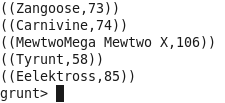 ((Zangoose,73))
((Carnivine,74))
((MewtwoMega Mewtwo X,106))
((Tyrunt,58))
((Eelektross,85))
grunt>